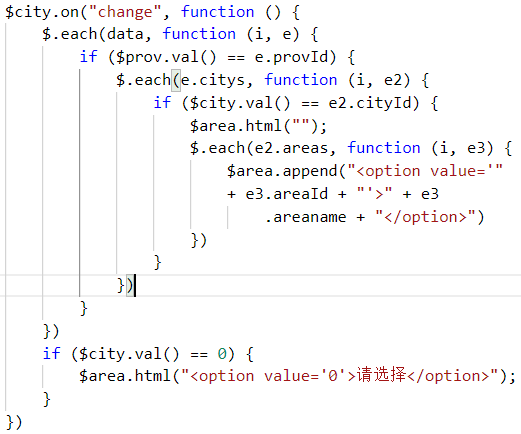 $city.on("change", function () {
    $.each(data, function (i, e) {
        if ($prov.val() == e.provId) {
            $.each(e.citys, function (i, e2) {
                if ($city.val() == e2.cityId) {
                    $area.html("");
                    $.each(e2.areas, function (i, e3) {
                        $area.append("<option value='"
                        + e3.areaId + "'>" + e3
                            .areaname + "</option>")
                    })
                }
            })
        }
    })
    if ($city.val() == 0) {
        $area.html("<option value='0'>请选择</option>");
    }
})